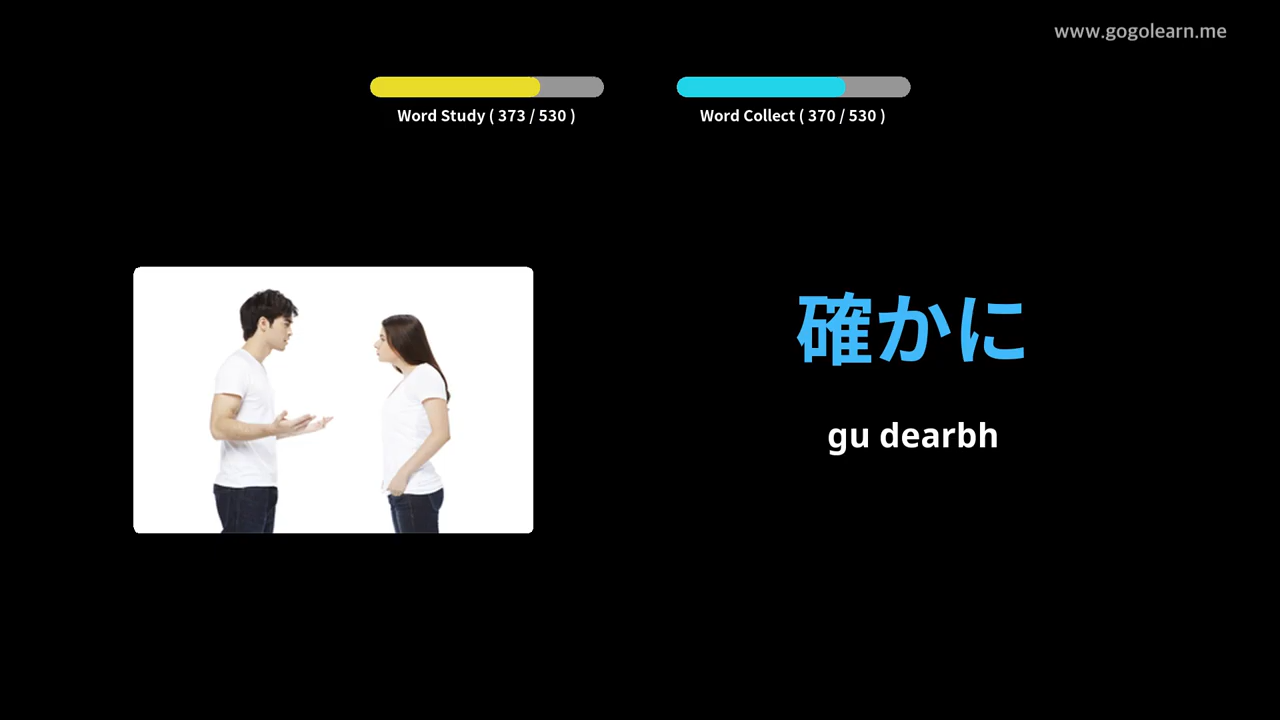 www.gogolearn.me
Word Study ( 373 / 530 )
Word Collect ( 370 / 530 )
確かに
gu dearbh